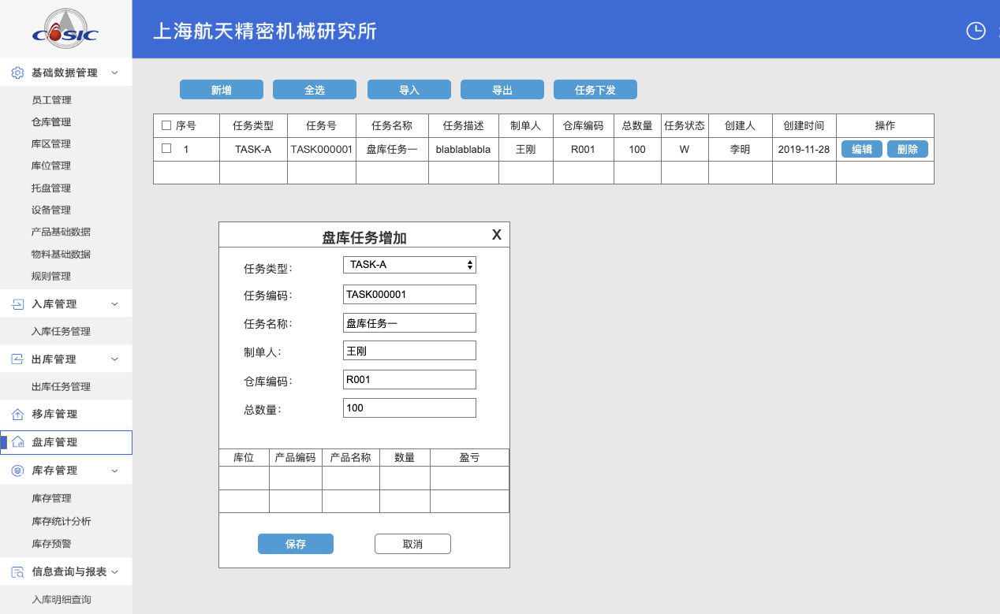 CASIC
上海航天精密机械研究所
基础数据管理
员工管理
仓库管理
库区管理
库位管理
托盘管理
设备管理
产品基础数据
物料基础数据
规则管理
入库管理
入库任务管理
出库管理
出库任务管理
移库管理
盘库管理
库存管理
库存管理
库存统计分析
库存预警
信息查询与报表
入库明细查询
新增 全选 导入 导出 任务下发
序号 任务类型 任务号 任务名称 任务描述 制单人 仓库编码 总数量 任务状态 创建人 创建时间 操作
1 TASK-A TASK000001 盘库任务一 blablablabla 王刚 R001 100 W 李明 2019-11-28 编辑 删除
盘库任务增加 X
任务类型： TASK-A
任务编码： TASK000001
任务名称： 盘库任务一
制单人： 王刚
仓库编码： R001
总数量： 100
库位 产品编码 产品名称 数量 盈亏
保存 取消